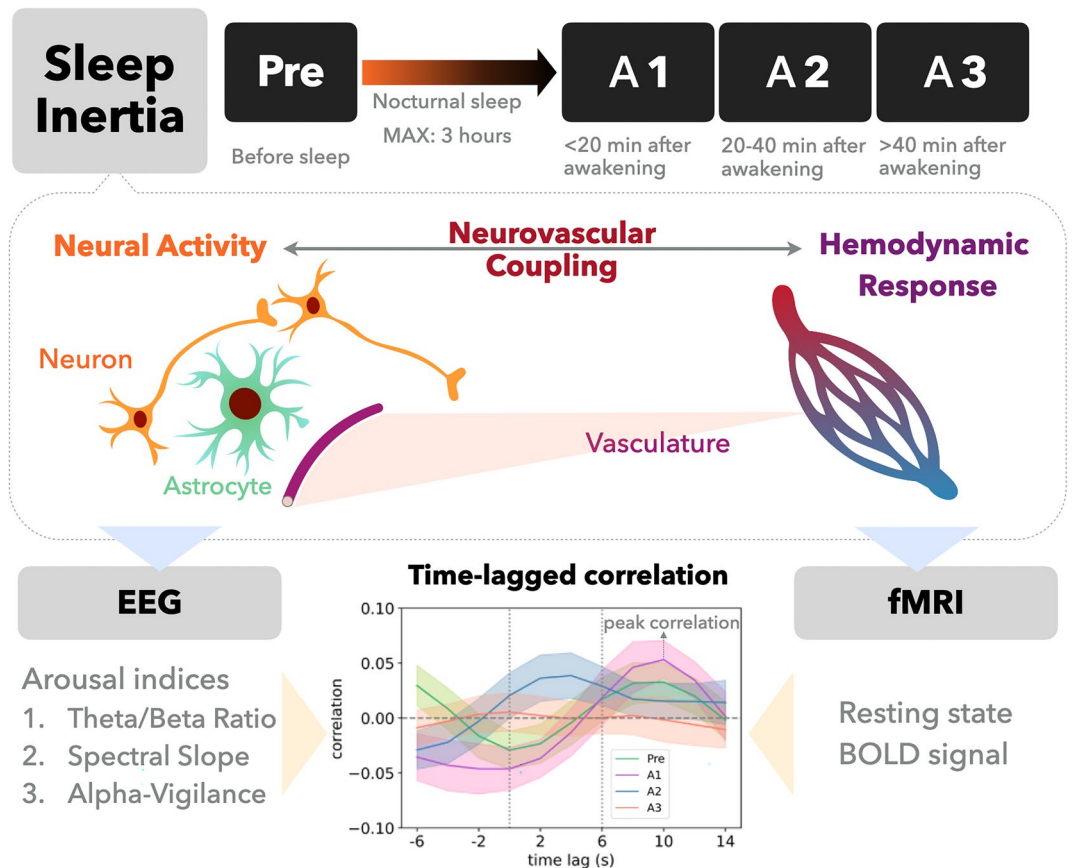 Sleep
Inertia
Pre
Before sleep
Nocturnal sleep
MAX: 3 hours
A 1
<20 min after
awakening
A 2
20-40 min after
awakening
A 3
>40 min after
awakening
Neural Activity
Neurovascular
Coupling
Hemodynamic
Response
Neuron
Astrocyte
Vasculature
EEG
Arousal indices
1. Theta/Beta Ratio
2. Spectral Slope
3. Alpha-Vigilance
Time-lagged correlation
peak correlation
correlation
0.10
0.05
0.00
−0.05
−0.10
Pre
A1
A2
A3
-6 -2 2 6 10 14
time lag (s)
fMRI
Resting state
BOLD signal